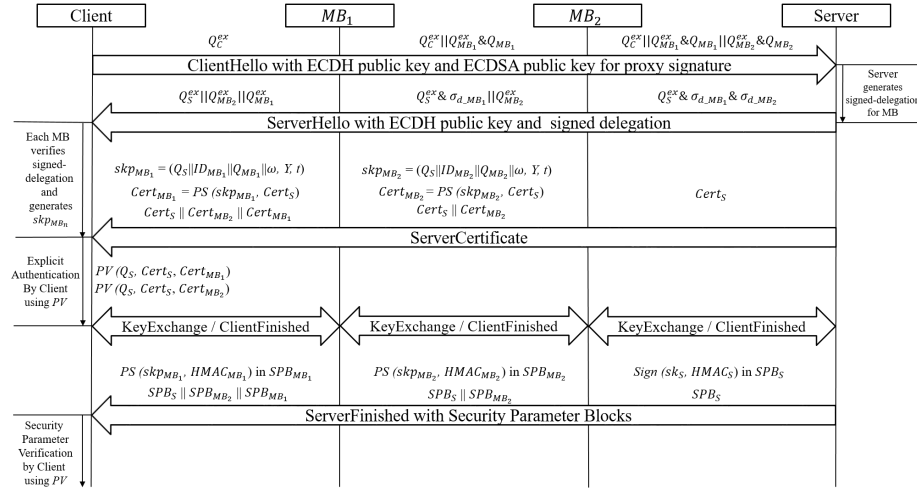 Client
MB₁
MB₂
Server
Q_C^ex
Q_C^ex||Q_MB₁^ex&Q_MB₁
Q_C^ex||Q_MB₁^ex&Q_MB₁||Q_MB₂^ex&Q_MB₂
ClientHello with ECDH public key and ECDSA public key for proxy signature
Server
generates
signed-delegation
for MB
Q_S^ex||Q_MB₂^ex||Q_MB₁^ex
Q_S^ex& σ_d_MB₁||Q_MB₂^ex
Q_S^ex& σ_d_MB₁ & σ_d_MB₂
ServerHello with ECDH public key and signed delegation
Each MB
verifies
signed-
delegation
and
generates
skp_MBₙ
skp_MB₁ = (Q_S||ID_MB₁||Q_MB₁||ω, Y, t)
Cert_MB₁ = PS (skp_MB₁, Cert_S)
Cert_S || Cert_MB₂ || Cert_MB₁
skp_MB₂ = (Q_S||ID_MB₂||Q_MB₂||ω, Y, t)
Cert_MB₂ = PS (skp_MB₂, Cert_S)
Cert_S || Cert_MB₂
Cert_S
ServerCertificate
Explicit
Authentication
By Client
using PV
PV (Q_S, Cert_S, Cert_MB₁)
PV (Q_S, Cert_S, Cert_MB₂)
KeyExchange / ClientFinished
KeyExchange / ClientFinished
KeyExchange / ClientFinished
PS (skp_MB₁, HMAC_MB₁) in SPB_MB₁
SPB_S || SPB_MB₂ || SPB_MB₁
PS (skp_MB₂, HMAC_MB₂) in SPB_MB₂
SPB_S || SPB_MB₂
Sign (sk_S, HMAC_S) in SPB_S
SPB_S
ServerFinished with Security Parameter Blocks
Security
Parameter
Verification
by Client
using PV